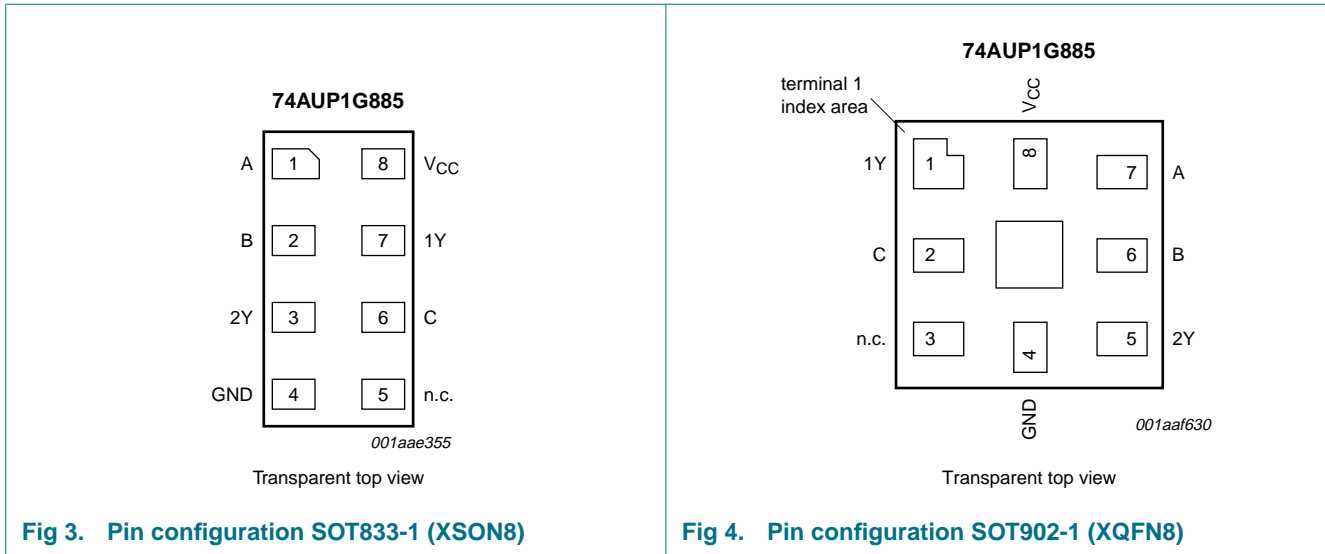 74AUP1G885
A 1 8 VCC
B 2 7 1Y
2Y 3 6 C
GND 4 5 n.c.
001aae355
Transparent top view
Fig 3. Pin configuration SOT833-1 (XSON8)
74AUP1G885
terminal 1
index area
VCC
1Y 1 8 7 A
C 2 6 B
n.c. 3 4 5 2Y
GND
001aaf630
Transparent top view
Fig 4. Pin configuration SOT902-1 (XQFN8)